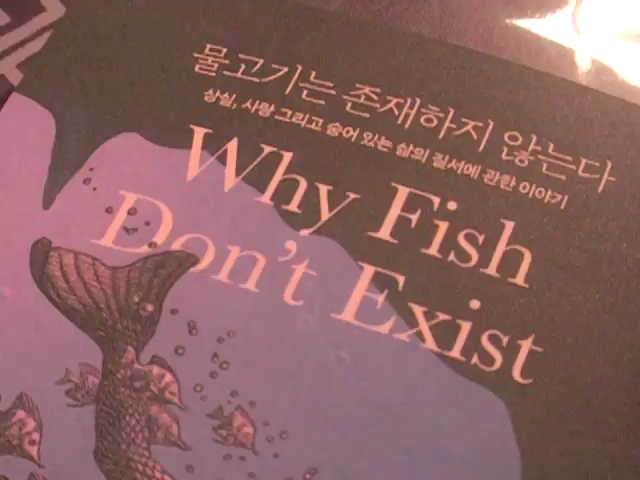 물고기는 존재하지 않는다
상실, 사랑 그리고 숨어 있는 삶의 질서에 관한 이야기
Why Fish
Don't Exist